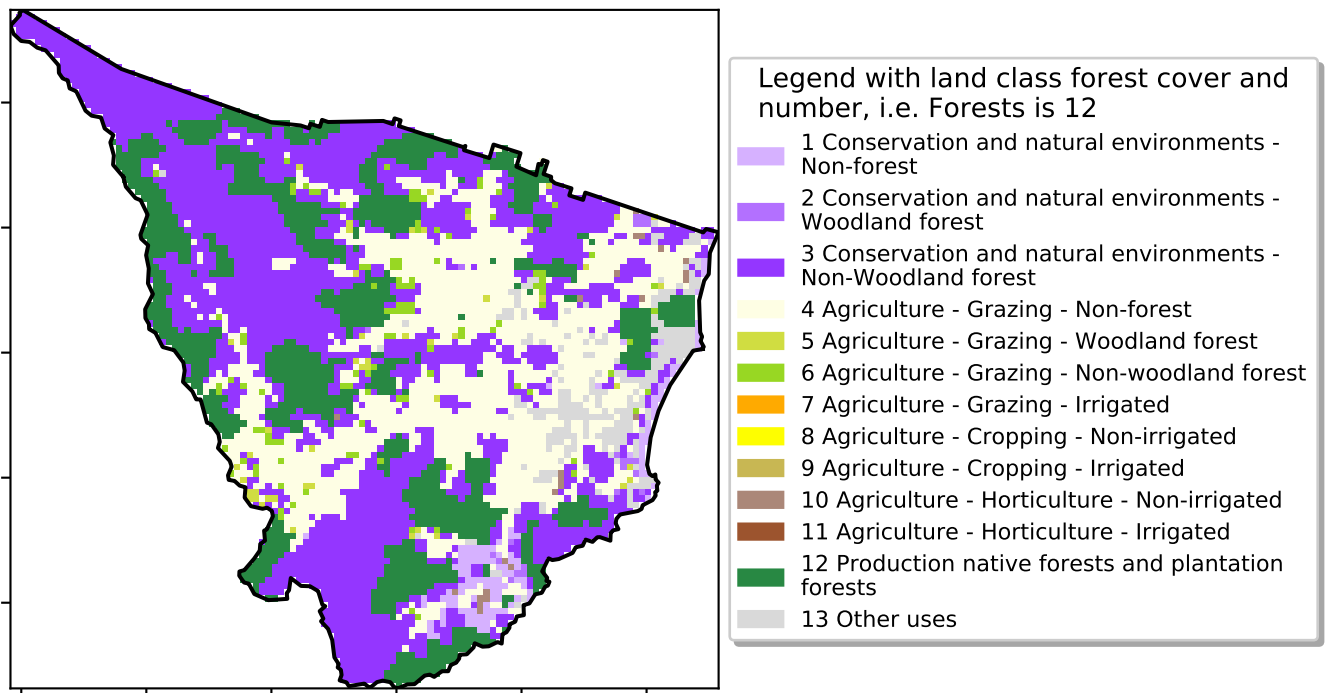 Legend with land class forest cover and
number, i.e. Forests is 12
1 Conservation and natural environments -
Non-forest
2 Conservation and natural environments -
Woodland forest
3 Conservation and natural environments -
Non-Woodland forest
4 Agriculture - Grazing - Non-forest
5 Agriculture - Grazing - Woodland forest
6 Agriculture - Grazing - Non-woodland forest
7 Agriculture - Grazing - Irrigated
8 Agriculture - Cropping - Non-irrigated
9 Agriculture - Cropping - Irrigated
10 Agriculture - Horticulture - Non-irrigated
11 Agriculture - Horticulture - Irrigated
12 Production native forests and plantation
forests
13 Other uses